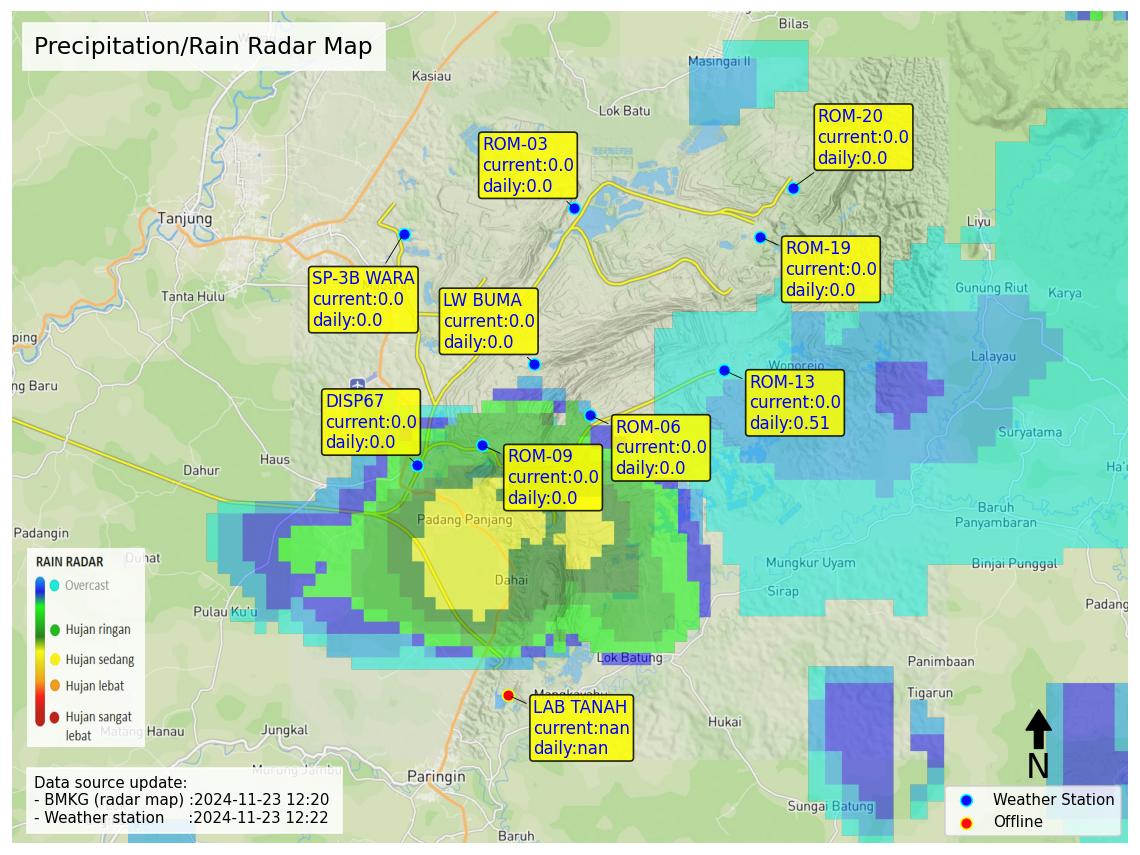 Precipitation/Rain Radar Map
Bilas
Masingai II
Kasiau
Lok Batu
ROM-20
current:0.0
daily:0.0
ROM-03
current:0.0
daily:0.0
Tanjung
Liyu
ROM-19
current:0.0
daily:0.0
SP-3B WARA
current:0.0
daily:0.0
Tanta Hulu
LW BUMA
current:0.0
daily:0.0
Gunung Riut
Karya
ping
Lalayau
Wonorejo
ng Baru
ROM-13
current:0.0
daily:0.51
DISP67
current:0.0
daily:0.0
ROM-06
current:0.0
daily:0.0
Suryatama
ROM-09
current:0.0
daily:0.0
Haus
Dahur
Ha'u
Padang Panjang
Baruh
Panyambaran
Padangin
Duhat
Mungkur Uyam
Binjai Punggal
Dahai
Sirap
RAIN RADAR
Overcast
Hujan ringan
Hujan sedang
Hujan lebat
Hujan sangat
lebat
Pulau Ku'u
Padang
Lok Batung
Panimbaan
Mangkayahu
Tigarun
LAB TANAH
current:nan
daily:nan
Hukai
Matang Hanau
Jungkal
Murung Jambu
Paringin
N
Data source update:
- BMKG (radar map) :2024-11-23 12:20
- Weather station :2024-11-23 12:22
Sungai Batung
Weather Station
Offline
Baruh